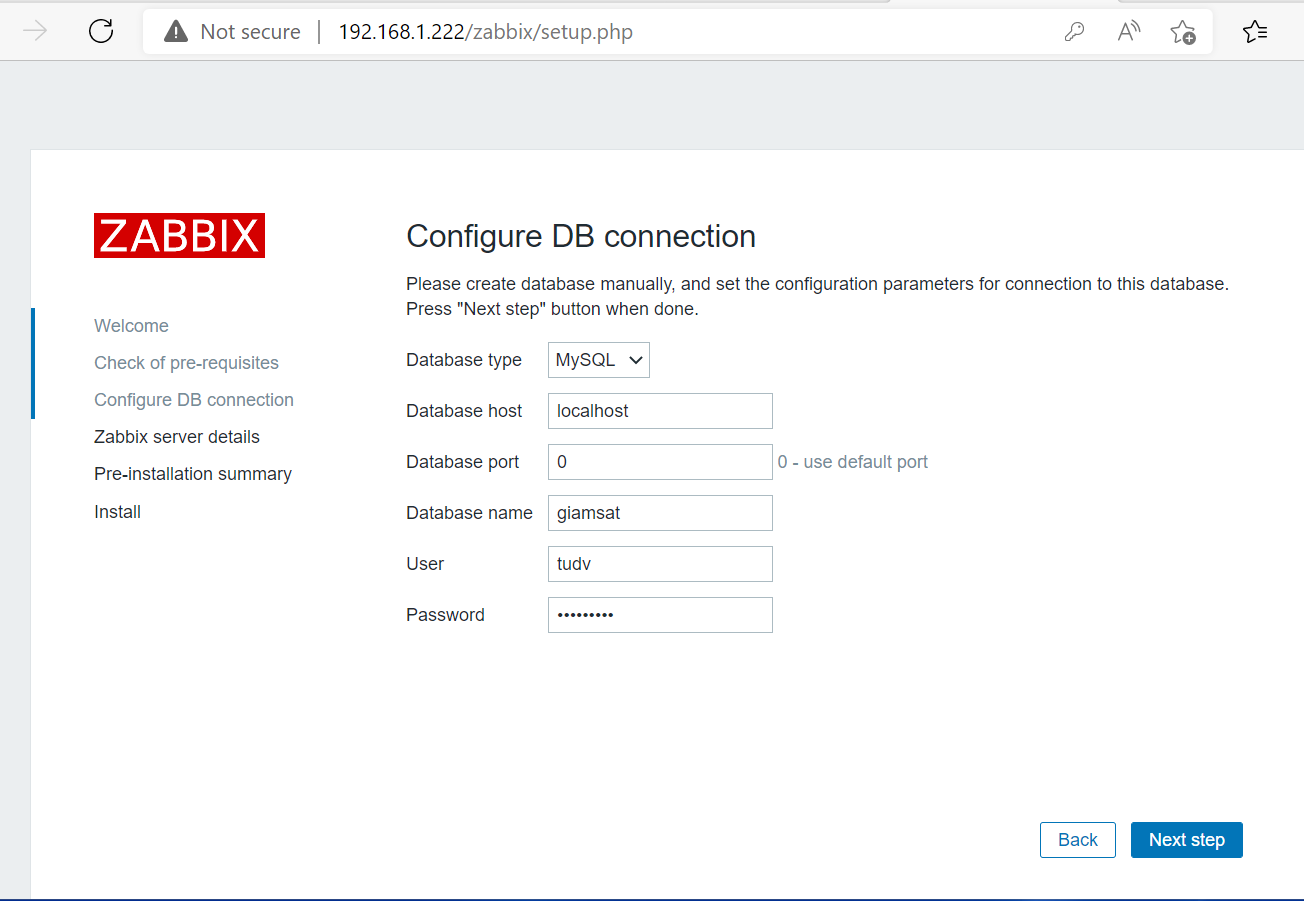 Not secure 192.168.1.222/zabbix/setup.php
ZABBIX
Welcome
Check of pre-requisites
Configure DB connection
Zabbix server details
Pre-installation summary
Install
Configure DB connection
Please create database manually, and set the configuration parameters for connection to this database.
Press "Next step" button when done.
Database type MySQL
Database host localhost
Database port 0 0 - use default port
Database name giamsat
User tudv
Password •••••••••
Back Next step